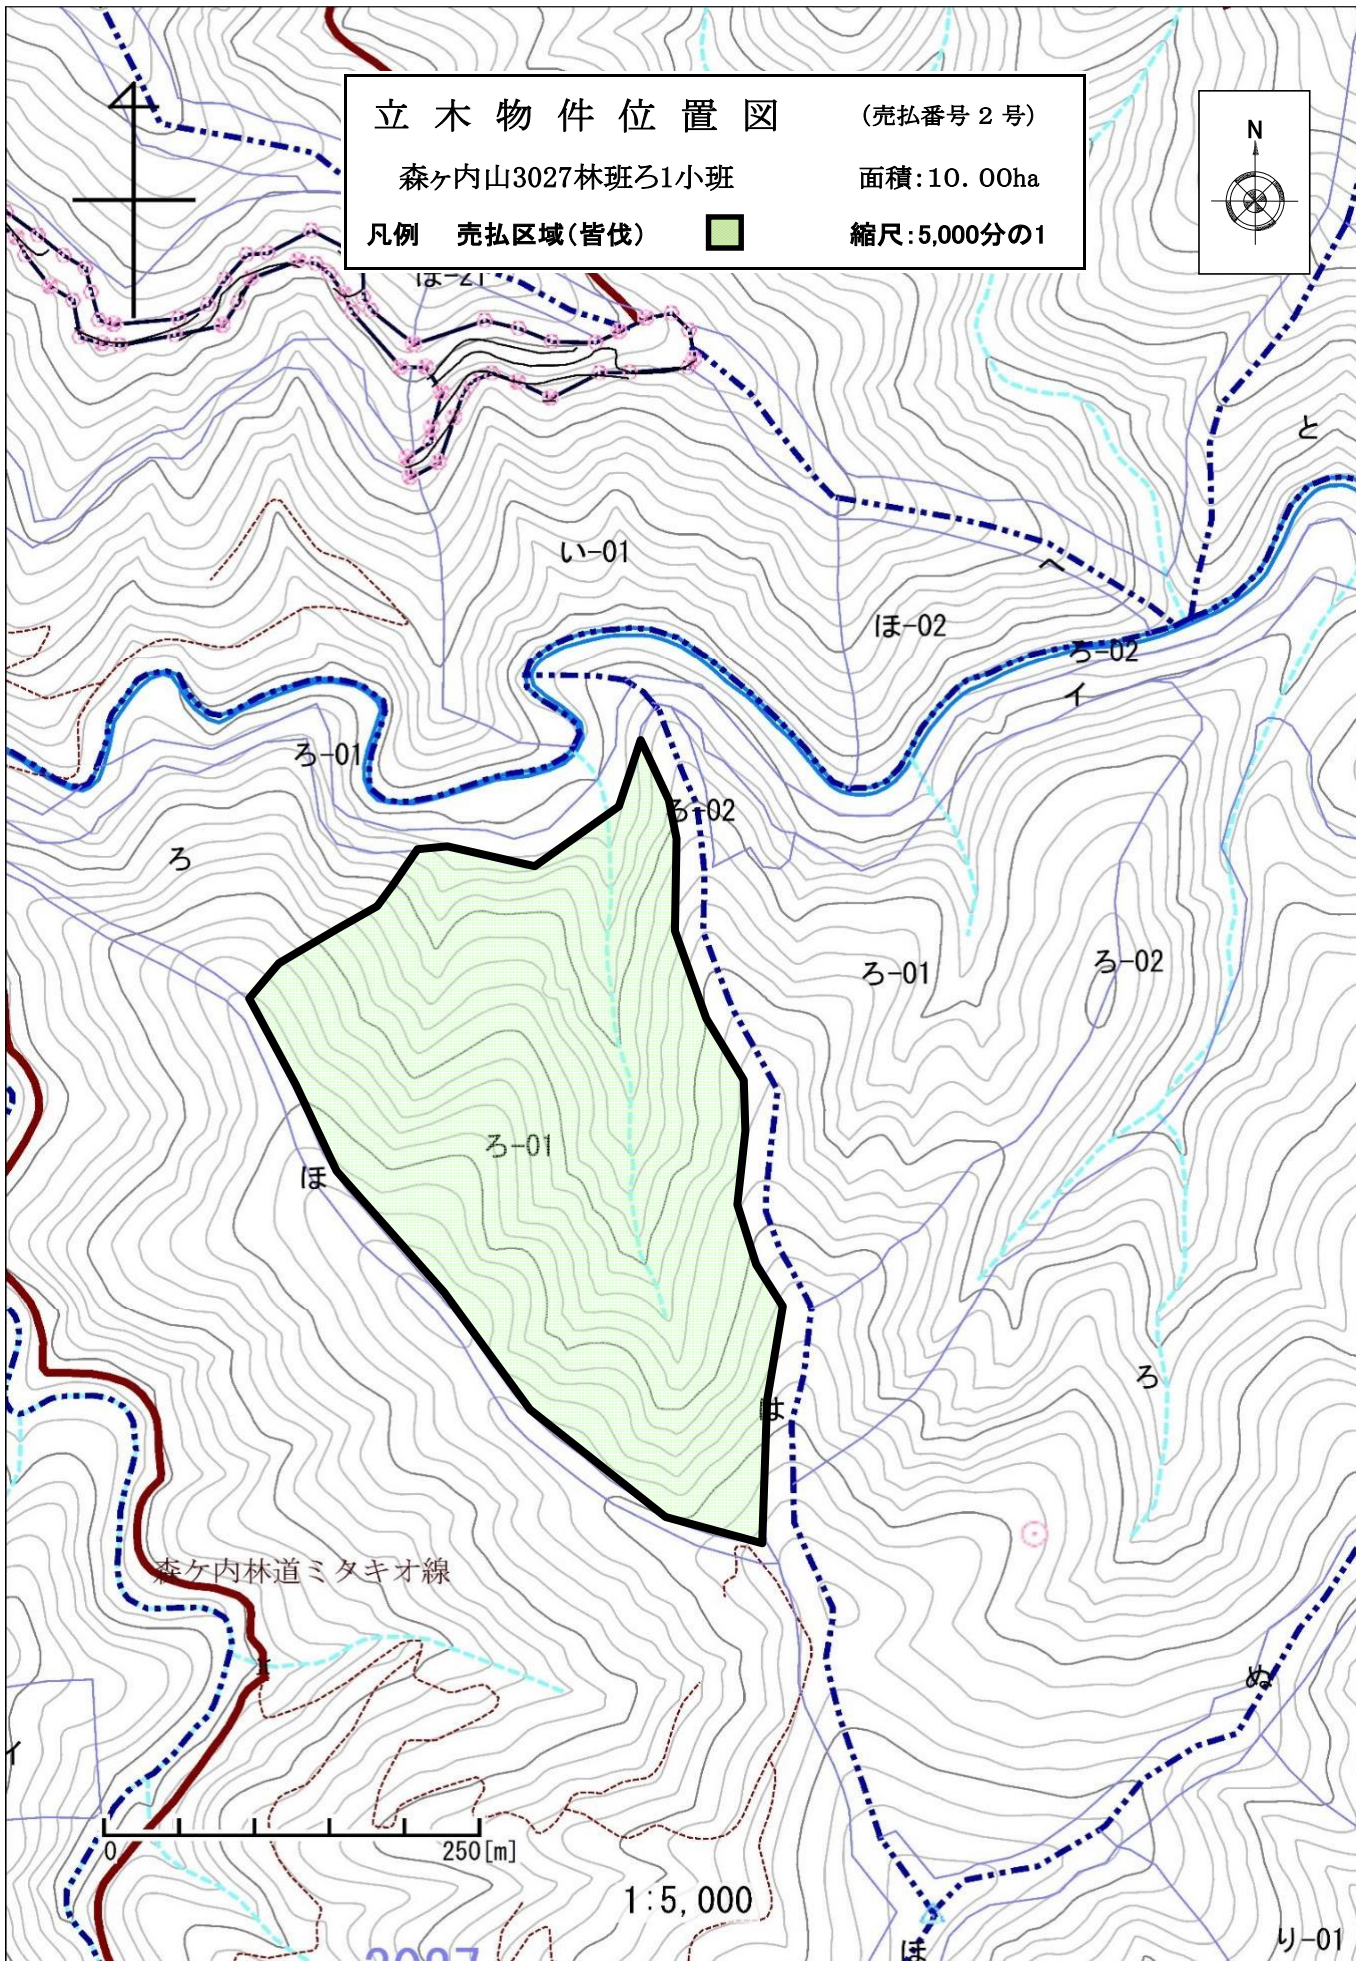 立木物件位置図 (売払番号 2 号)
森ヶ内山3027林班ろ1小班 面積:10.00ha
凡例 売払区域(皆伐) 縮尺:5,000分の1
N
と
い-01
へ
ほ-02
ろ-02
イ
ろ-01
ろ-02
ろ
ろ-01
ろ-02
ろ-01
ほ
ろ
は
森ケ内林道ミタキオ線
ぬ
イ
0 250[m]
1:5,000
り-01
ほ